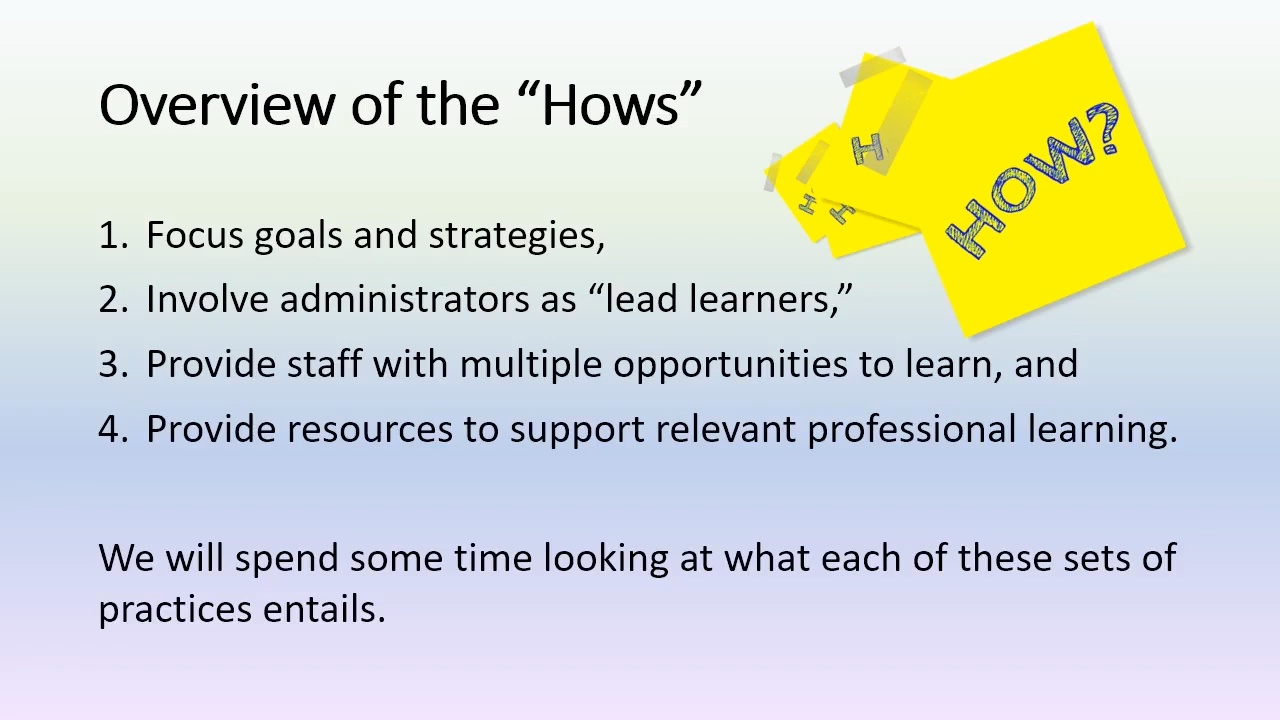 Overview of the “Hows”
HOW?
H
H
H
1. Focus goals and strategies,
2. Involve administrators as “lead learners,”
3. Provide staff with multiple opportunities to learn, and
4. Provide resources to support relevant professional learning.
We will spend some time looking at what each of these sets of
practices entails.